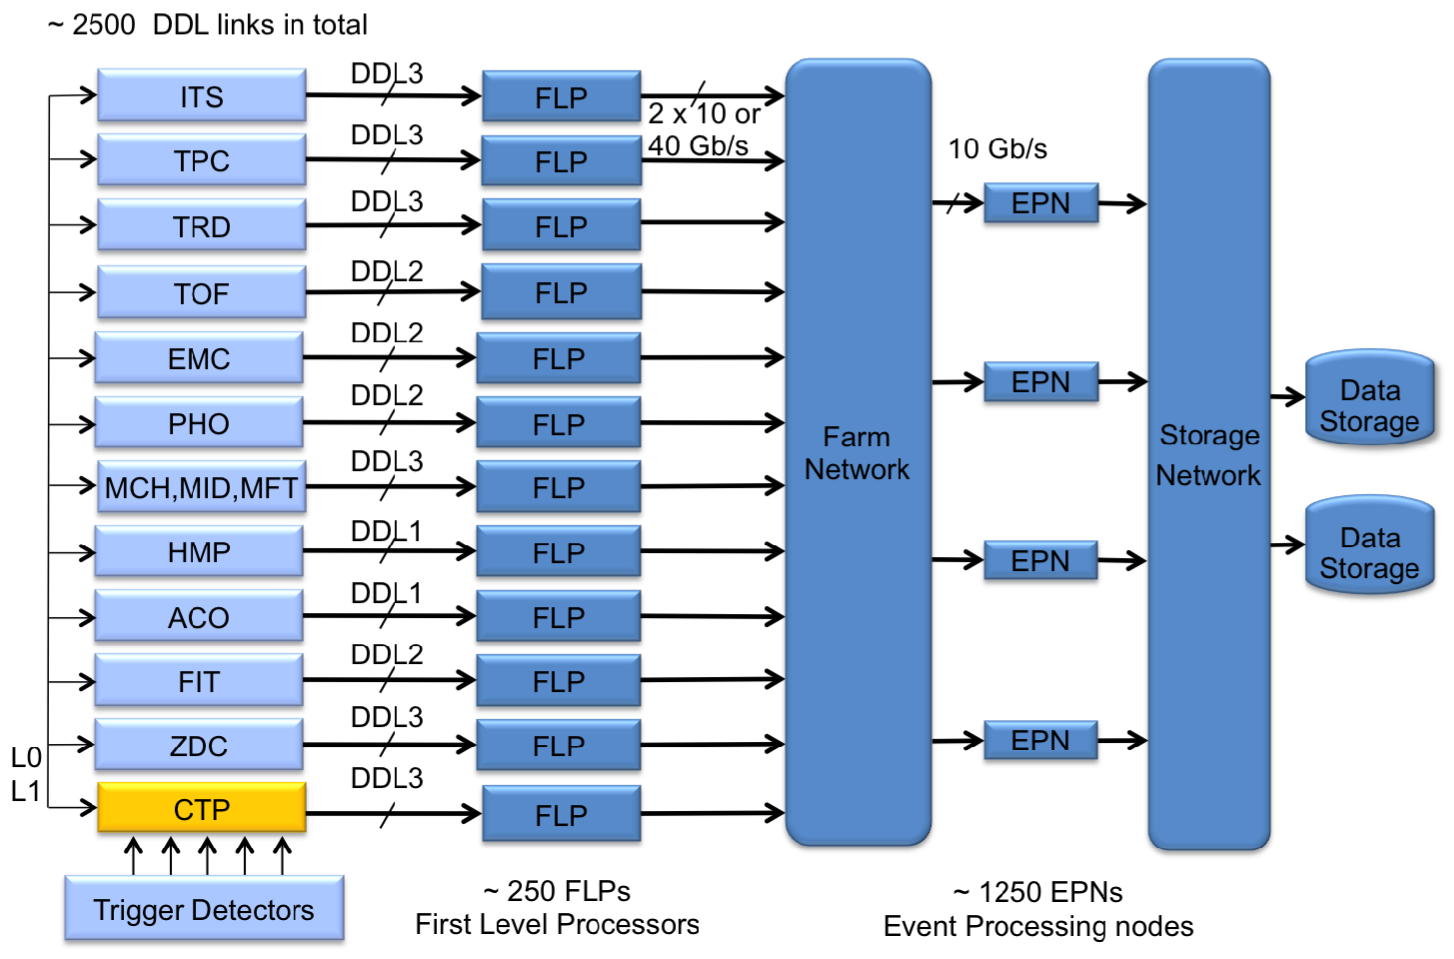 ~ 2500 DDL links in total
ITS
DDL3
FLP
2 x 10 or
40 Gb/s
TPC
DDL3
FLP
TRD
DDL3
FLP
TOF
DDL2
FLP
EMC
DDL2
FLP
PHO
DDL2
FLP
MCH,MID,MFT
DDL3
FLP
HMP
DDL1
FLP
ACO
DDL1
FLP
FIT
DDL2
FLP
ZDC
DDL3
FLP
L0
L1
CTP
DDL3
FLP
Trigger Detectors
~ 250 FLPs
First Level Processors
Farm
Network
10 Gb/s
EPN
EPN
EPN
EPN
~ 1250 EPNs
Event Processing nodes
Storage
Network
Data
Storage
Data
Storage